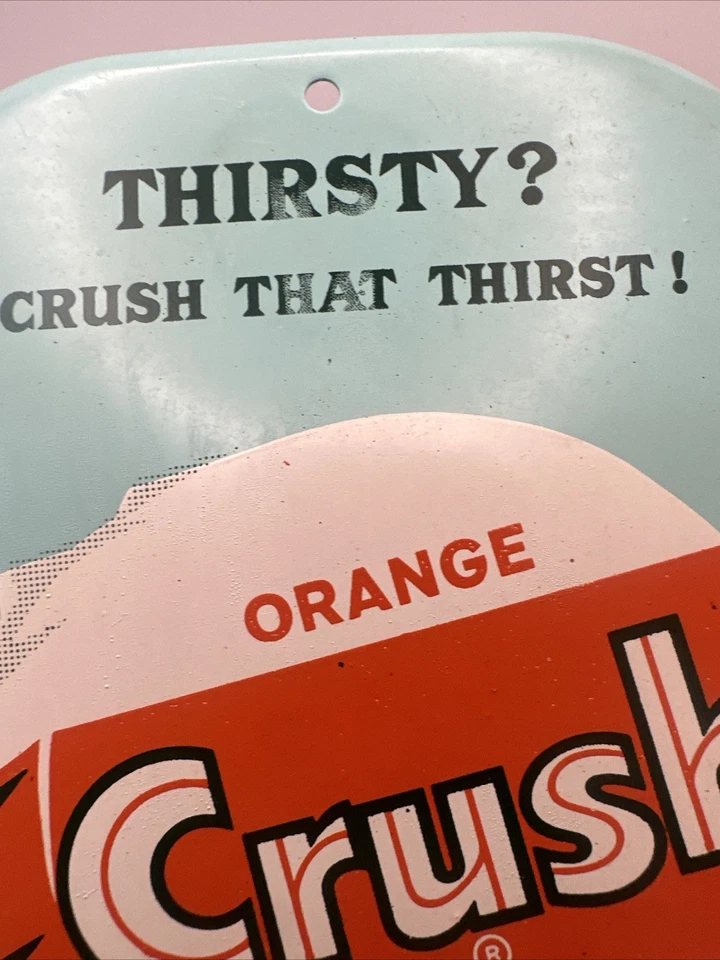 THIRSTY?
CRUSH THAT THIRST!
ORANGE
Crush
®